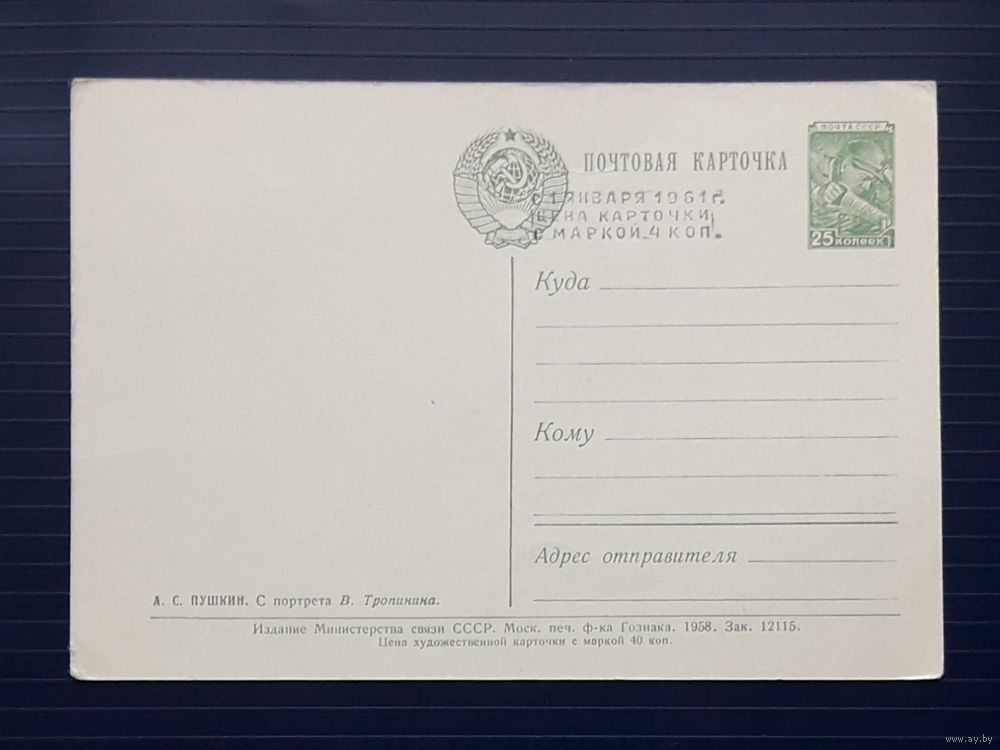 ПОЧТА СССР
ПОЧТОВАЯ КАРТОЧКА
С 1 ЯНВАРЯ 1961 г.
ЦЕНА КАРТОЧКИ
С МАРКОЙ 4 КОП.
25 КОПЕЕК
Куда
Кому
Адрес отправителя
А. С. ПУШКИН. С портрета В. Тропинина.
Издание Министерства связи СССР. Моск. печ. ф-ка Гознака. 1958. Зак. 12115.
Цена художественной карточки с маркой 40 коп.
www.ay.by